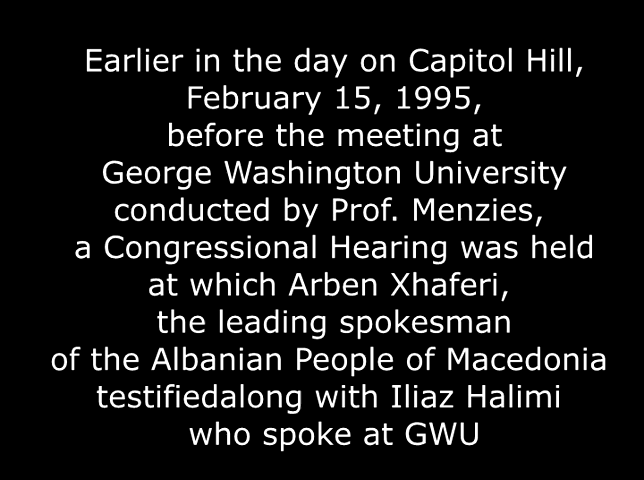 Earlier in the day on Capitol Hill,
February 15, 1995,
before the meeting at
George Washington University
conducted by Prof. Menzies,
a Congressional Hearing was held
at which Arben Xhaferi,
the leading spokesman
of the Albanian People of Macedonia
testifiedalong with Iliaz Halimi
who spoke at GWU